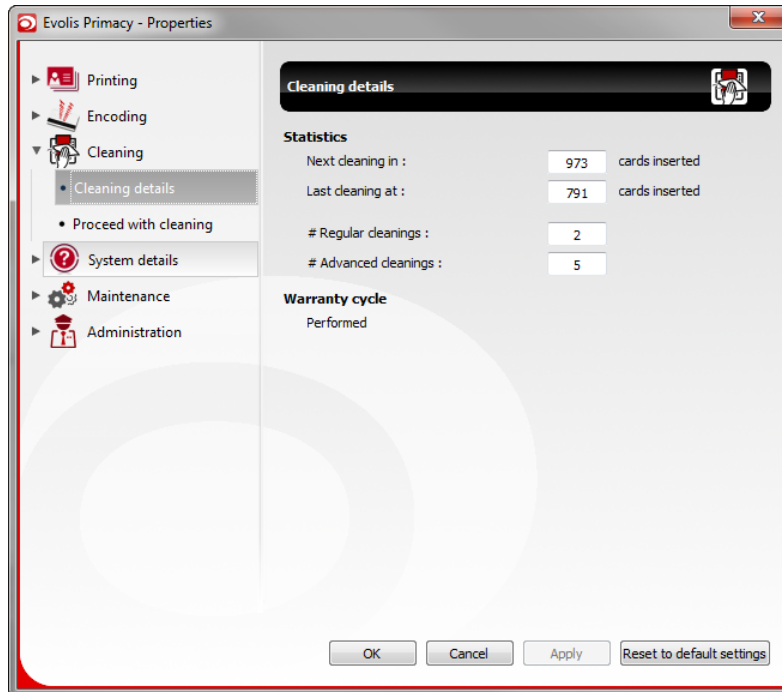 Evolis Primacy - Properties
Printing
Encoding
Cleaning
Cleaning details
Proceed with cleaning
System details
Maintenance
Administration
Cleaning details
Statistics
Next cleaning in : 973 cards inserted
Last cleaning at : 791 cards inserted
# Regular cleanings : 2
# Advanced cleanings : 5
Warranty cycle
Performed
OK Cancel Apply Reset to default settings